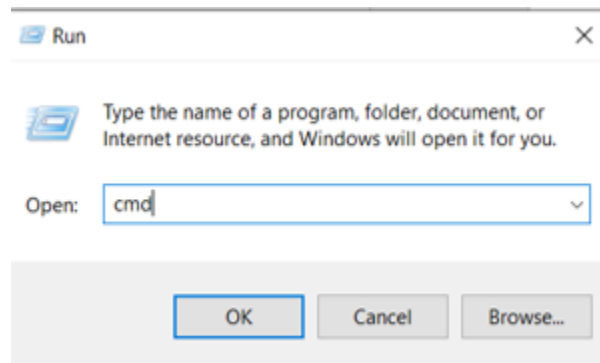 Run
Type the name of a program, folder, document, or
Internet resource, and Windows will open it for you.
Open: cmd
OK Cancel Browse...